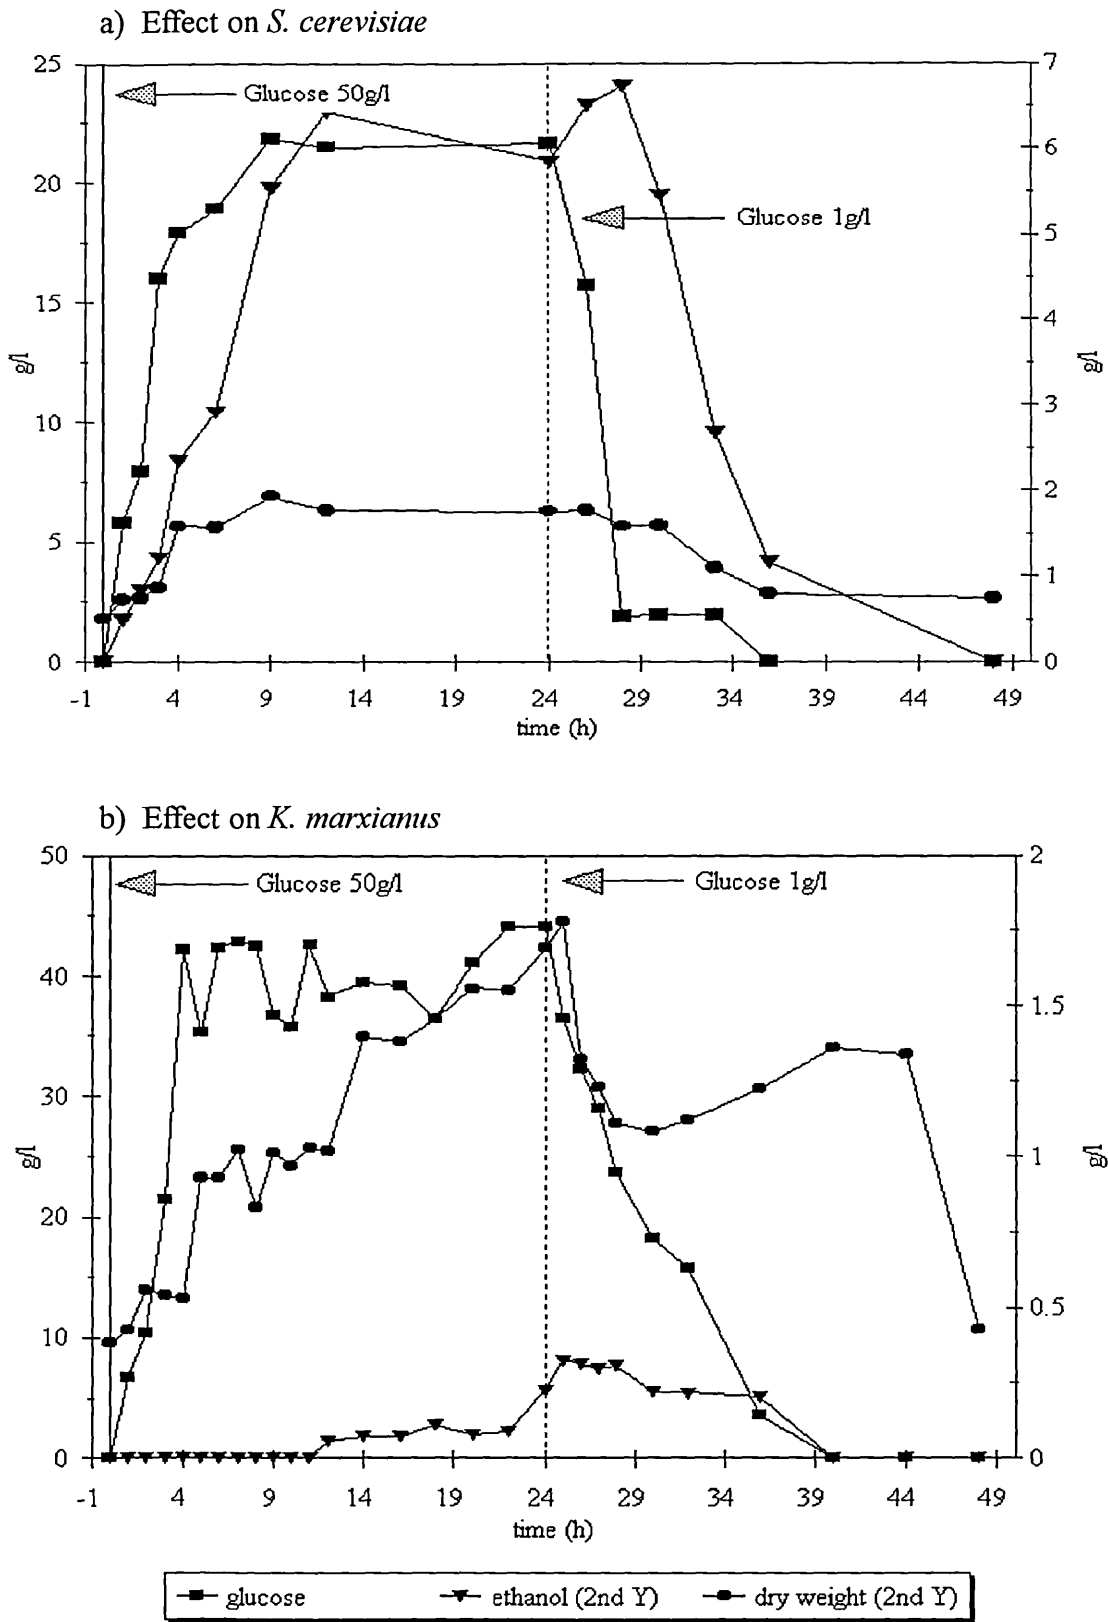 a) Effect on S. cerevisiae
25
20
15
10
5
0
g/l
7
6
5
4
3
2
1
0
g/l
Glucose 50g/l
Glucose 1g/l
-1 4 9 14 19 24 29 34 39 44 49
time (h)
b) Effect on K. marxianus
50
40
30
20
10
0
g/l
2
1.5
1
0.5
0
g/l
Glucose 50g/l
Glucose 1g/l
-1 4 9 14 19 24 29 34 39 44 49
time (h)
glucose ethanol (2nd Y) dry weight (2nd Y)